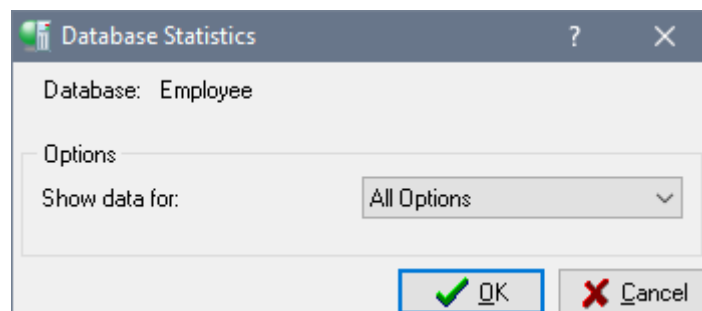 Database Statistics ?
Database: Employee
Options
Show data for: All Options
OK Cancel